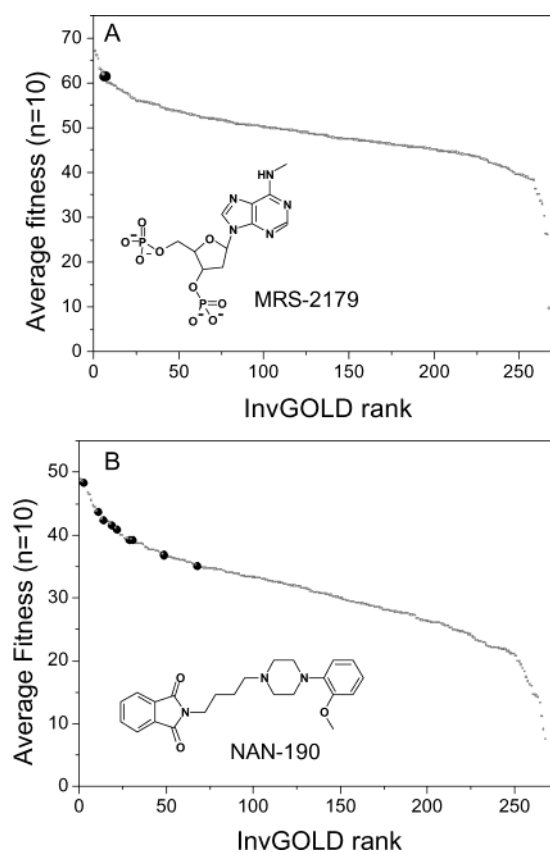 A
Average fitness (n=10)
70
60
50
40
30
20
10
0
HN
N
N
N
N
O
O
O
P
O
O
O
O
P
O
O
O
MRS-2179
0
50
100
150
200
250
InvGOLD rank
B
Average Fitness (n=10)
50
40
30
20
10
0
O
N
O
N
N
O
NAN-190
0
50
100
150
200
250
InvGOLD rank